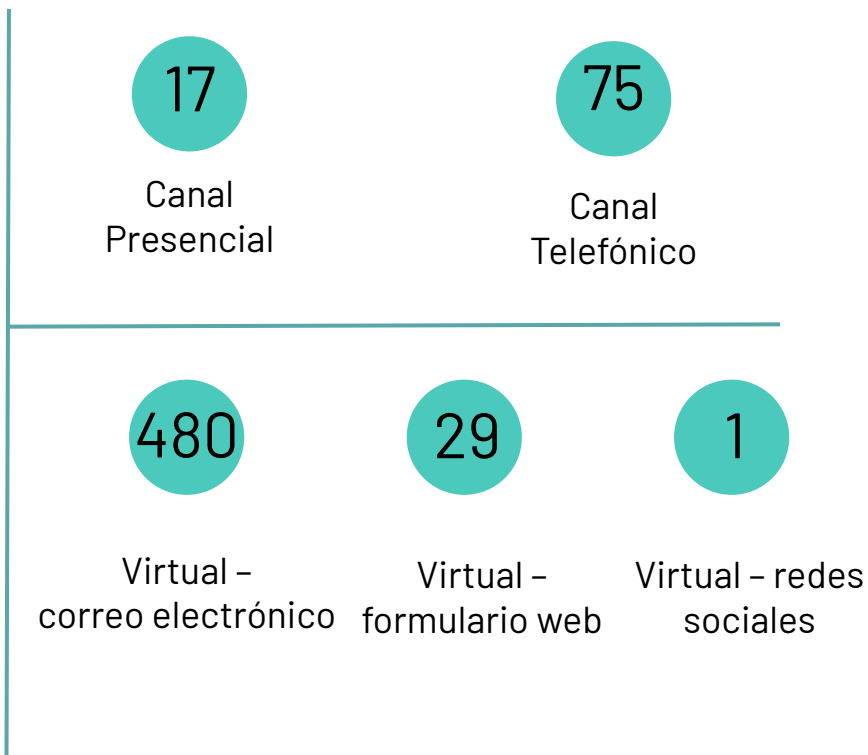 17
Canal
Presencial
75
Canal
Telefónico
480
Virtual –
correo electrónico
29
Virtual –
formulario web
1
Virtual – redes
sociales